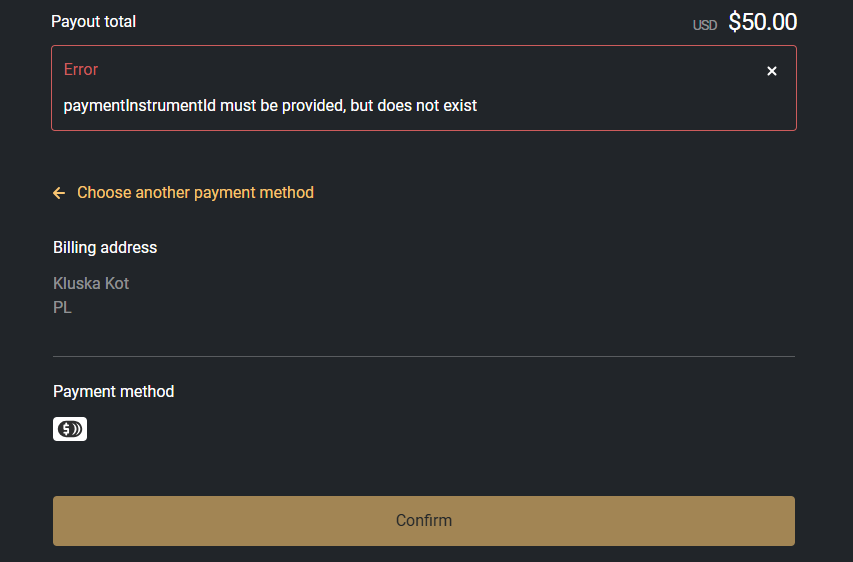 Payout total
USD $50.00
Error
paymentInstrumentId must be provided, but does not exist
Choose another payment method
Billing address
Kluska Kot
PL
Payment method
$
Confirm